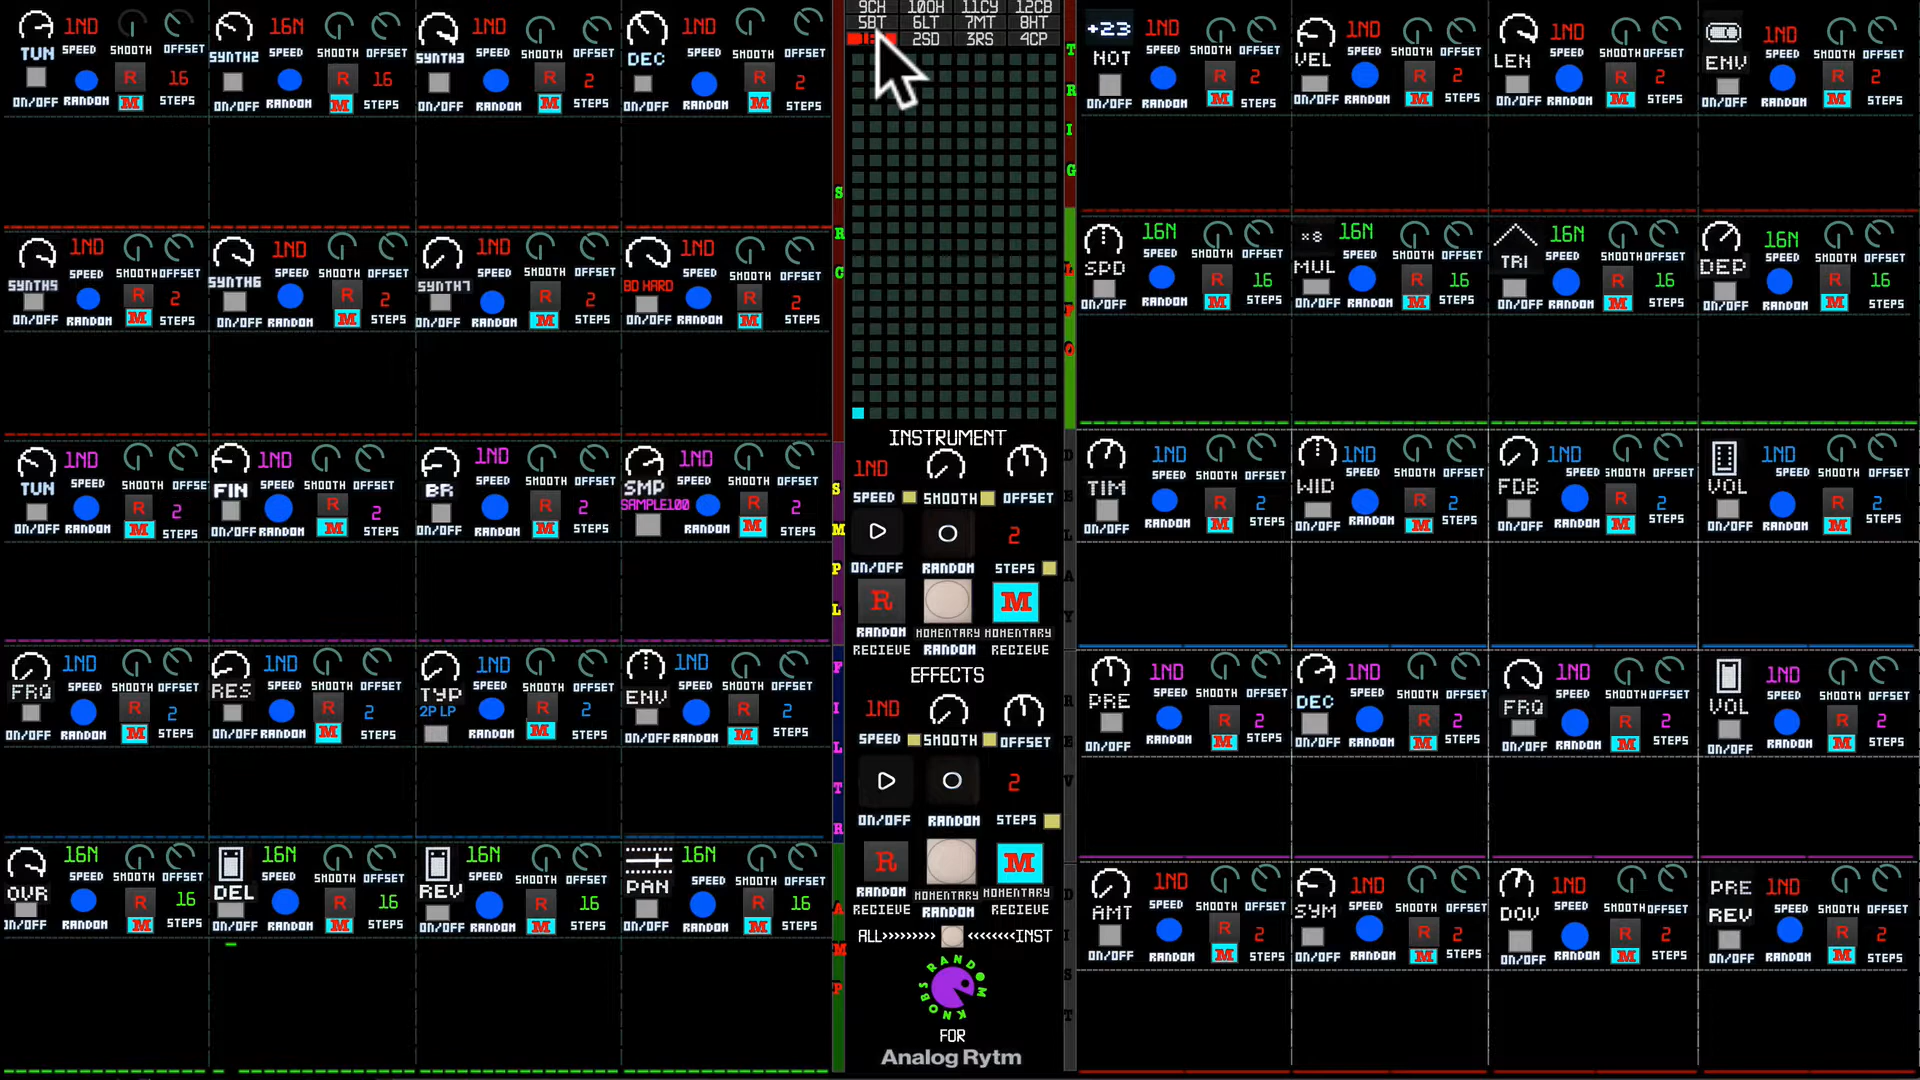 9CH 10OH 11CY 12CB
5BT 6LT 7MT 8HT
2SD 3RS 4CP
TUN 1ND SPEED SMOOTH OFFSET
ON/OFF RANDOM R M 16 STEPS
SYNTH2 16N SPEED SMOOTH OFFSET
ON/OFF RANDOM R M 16 STEPS
SYNTH3 1ND SPEED SMOOTH OFFSET
ON/OFF RANDOM R M 2 STEPS
DEC 1ND SPEED SMOOTH OFFSET
ON/OFF RANDOM R M 2 STEPS
+23 NOT 1ND SPEED SMOOTH OFFSET
ON/OFF RANDOM R M 2 STEPS
VEL 1ND SPEED SMOOTH OFFSET
ON/OFF RANDOM R M 2 STEPS
LEN 1ND SPEED SMOOTH OFFSET
ON/OFF RANDOM R M 2 STEPS
ENV 1ND SPEED SMOOTH OFFSET
ON/OFF RANDOM R M 2 STEPS
SYNTH5 1ND SPEED SMOOTH OFFSET
ON/OFF RANDOM R M 2 STEPS
SYNTH6 1ND SPEED SMOOTH OFFSET
ON/OFF RANDOM R M 2 STEPS
SYNTH7 1ND SPEED SMOOTH OFFSET
ON/OFF RANDOM R M 2 STEPS
BD HARD 1ND SPEED SMOOTH OFFSET
ON/OFF RANDOM R M 2 STEPS
SPD 16N SPEED SMOOTH OFFSET
ON/OFF RANDOM R M 16 STEPS
×8 MUL 16N SPEED SMOOTH OFFSET
ON/OFF RANDOM R M 16 STEPS
TRI 16N SPEED SMOOTH OFFSET
ON/OFF RANDOM R M 16 STEPS
DEP 16N SPEED SMOOTH OFFSET
ON/OFF RANDOM R M 16 STEPS
TUN 1ND SPEED SMOOTH OFFSET
ON/OFF RANDOM R M 2 STEPS
FIN 1ND SPEED SMOOTH OFFSET
ON/OFF RANDOM R M 2 STEPS
BR 1ND SPEED SMOOTH OFFSET
ON/OFF RANDOM R M 2 STEPS
SMP SAMPLE100 1ND SPEED SMOOTH OFFSET
RANDOM R M 2 STEPS
TIM 1ND SPEED SMOOTH OFFSET
ON/OFF RANDOM R M 2 STEPS
WID 1ND SPEED SMOOTH OFFSET
ON/OFF RANDOM R M 2 STEPS
FDB 1ND SPEED SMOOTH OFFSET
ON/OFF RANDOM R M 2 STEPS
VOL 1ND SPEED SMOOTH OFFSET
ON/OFF RANDOM R M 2 STEPS
FRQ 1ND SPEED SMOOTH OFFSET
ON/OFF RANDOM R M 2 STEPS
RES 1ND SPEED SMOOTH OFFSET
ON/OFF RANDOM R M 2 STEPS
TYP 2P LP 1ND SPEED SMOOTH OFFSET
RANDOM R M 2 STEPS
ENV 1ND SPEED SMOOTH OFFSET
ON/OFF RANDOM R M 2 STEPS
PRE 1ND SPEED SMOOTH OFFSET
ON/OFF RANDOM R M 2 STEPS
DEC 1ND SPEED SMOOTH OFFSET
ON/OFF RANDOM R M 2 STEPS
FRQ 1ND SPEED SMOOTH OFFSET
ON/OFF RANDOM R M 2 STEPS
VOL 1ND SPEED SMOOTH OFFSET
ON/OFF RANDOM R M 2 STEPS
OVR 16N SPEED SMOOTH OFFSET
ON/OFF RANDOM R M 16 STEPS
DEL 16N SPEED SMOOTH OFFSET
ON/OFF RANDOM R M 16 STEPS
REV 16N SPEED SMOOTH OFFSET
ON/OFF RANDOM R M 16 STEPS
PAN 16N SPEED SMOOTH OFFSET
ON/OFF RANDOM R M 16 STEPS
AMT 1ND SPEED SMOOTH OFFSET
ON/OFF RANDOM R M 2 STEPS
SYM 1ND SPEED SMOOTH OFFSET
ON/OFF RANDOM R M 2 STEPS
DOV 1ND SPEED SMOOTH OFFSET
ON/OFF RANDOM R M 2 STEPS
PRE REV 1ND SPEED SMOOTH OFFSET
ON/OFF RANDOM R M 2 STEPS
SRC
SMPL
FILTR
AMP
TRIG
LFO
DELAY
REV
DIST
INSTRUMENT
1ND
SPEED SMOOTH OFFSET
2
ON/OFF RANDOM STEPS
R M
RANDOM MOMENTARY MOMENTARY
RECIEVE RANDOM RECIEVE
EFFECTS
1ND
SPEED SMOOTH OFFSET
2
ON/OFF RANDOM STEPS
R M
RANDOM MOMENTARY MOMENTARY
RECIEVE RANDOM RECIEVE
ALL>>>>>>>>> <<<<<<<INST
RANDOM KNOBS
FOR
Analog Rytm